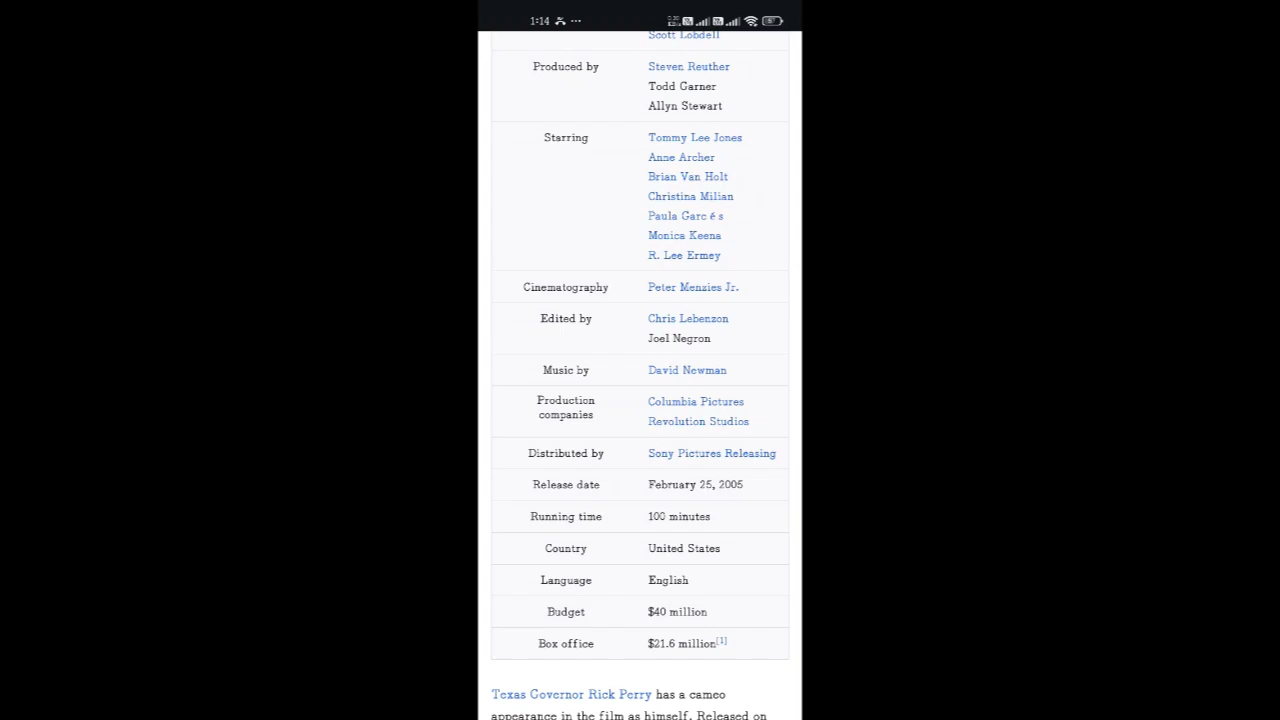 1:14 ...
Scott Lobdell
Produced by
Steven Reuther
Todd Garner
Allyn Stewart
Starring
Tommy Lee Jones
Anne Archer
Brian Van Holt
Christina Milian
Paula Garc é s
Monica Keena
R. Lee Ermey
Cinematography
Peter Menzies Jr.
Edited by
Chris Lebenzon
Joel Negron
Music by
David Newman
Production
companies
Columbia Pictures
Revolution Studios
Distributed by
Sony Pictures Releasing
Release date
February 25, 2005
Running time
100 minutes
Country
United States
Language
English
Budget
$40 million
Box office
$21.6 million[1]
Texas Governor Rick Perry has a cameo
appearance in the film as himself. Released on